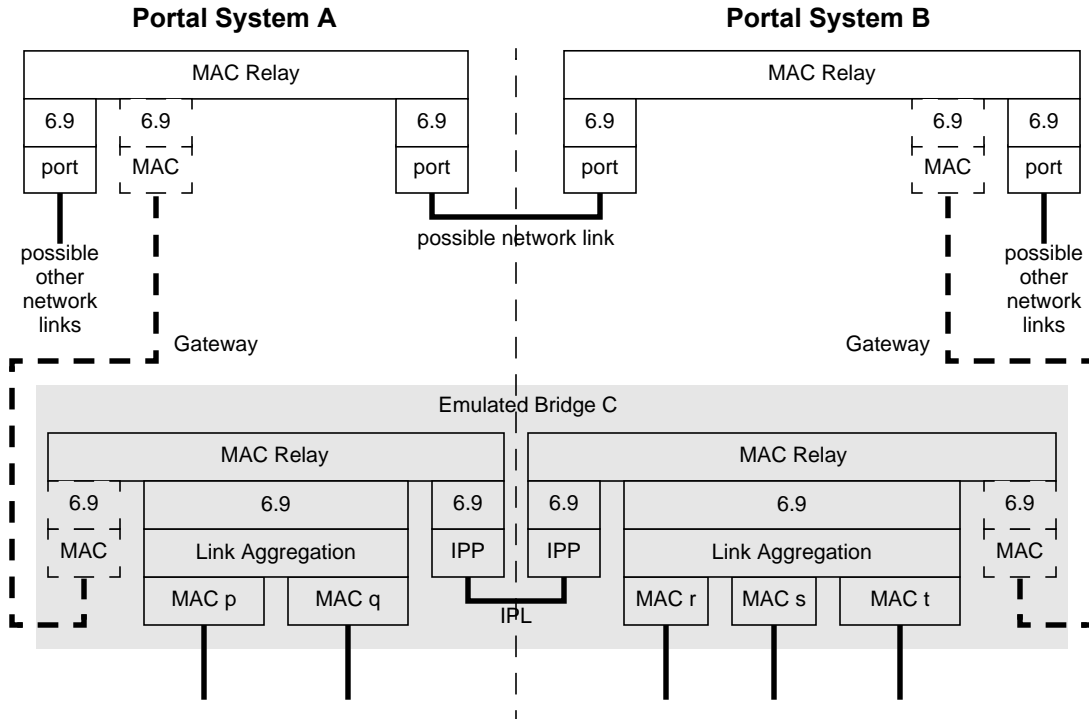 Portal System A
Portal System B
MAC Relay
MAC Relay
6.9
6.9
6.9
6.9
6.9
6.9
port
MAC
port
port
MAC
port
possible network link
possible
other
network
links
possible
other
network
links
Gateway
Gateway
Emulated Bridge C
MAC Relay
MAC Relay
6.9
6.9
6.9
6.9
6.9
6.9
MAC
Link Aggregation
IPP
IPP
Link Aggregation
MAC
MAC p
MAC q
IPL
MAC r
MAC s
MAC t